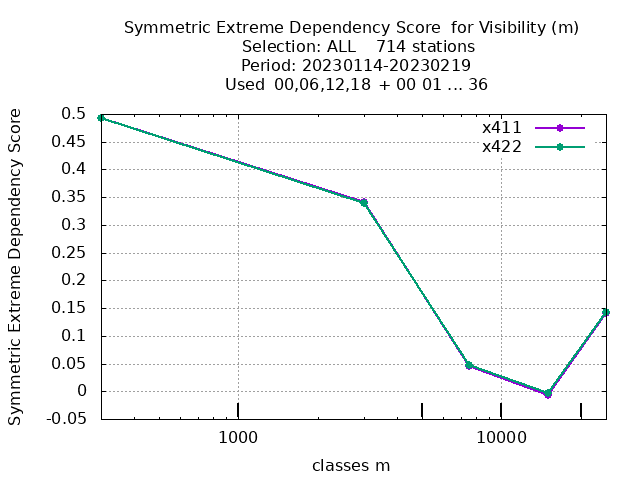 Symmetric Extreme Dependency Score  for Visibility (m)
Selection: ALL    714 stations
Period: 20230114-20230219
Used  00,06,12,18  + 00 01 ... 36
x411
x422
Symmetric Extreme Dependency Score
0.5
0.45
0.4
0.35
0.3
0.25
0.2
0.15
0.1
0.05
0
-0.05
1000
10000
classes m